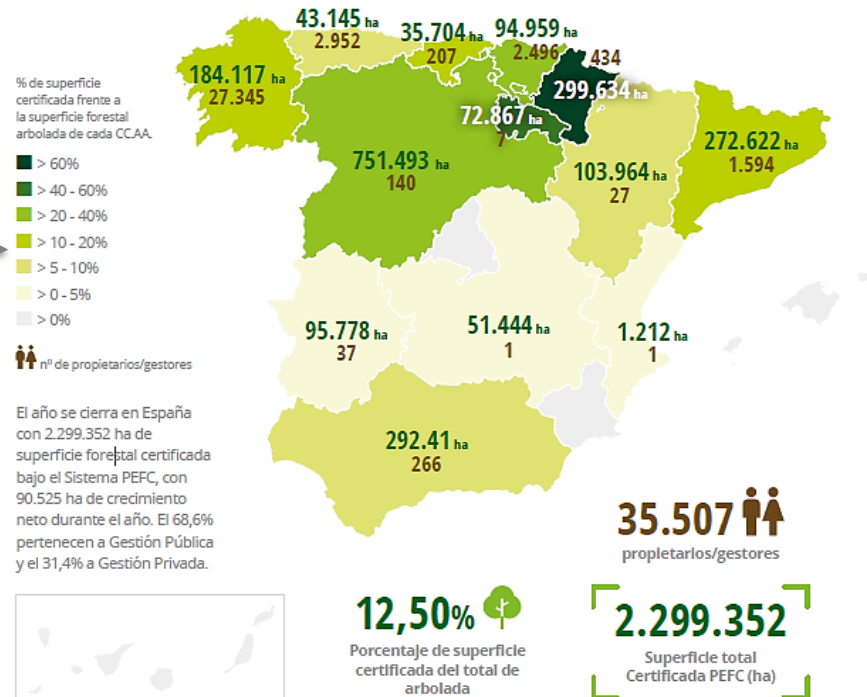 43.145 ha
2.952
35.704 ha
207
94.959 ha
2.496
434
299.634 ha
184.117 ha
27.345
72.867 ha
7
% de superficie
certificada frente a
la superficie forestal
arbolada de cada CC.AA.
> 60%
> 40 - 60%
> 20 - 40%
> 10 - 20%
> 5 - 10%
> 0 - 5%
> 0%
nº de propietarios/gestores
751.493 ha
140
103.964 ha
27
272.622 ha
1.594
95.778 ha
37
51.444 ha
1
1.212 ha
1
292.41 ha
266
El año se cierra en España
con 2.299.352 ha de
superficie forestal certificada
bajo el Sistema PEFC, con
90.525 ha de crecimiento
neto durante el año. El 68,6%
pertenecen a Gestión Pública
y el 31,4% a Gestión Privada.
35.507
propietarios/gestores
12,50%
Porcentaje de superficie
certificada del total de
arbolada
2.299.352
Superficie total
Certificada PEFC (ha)